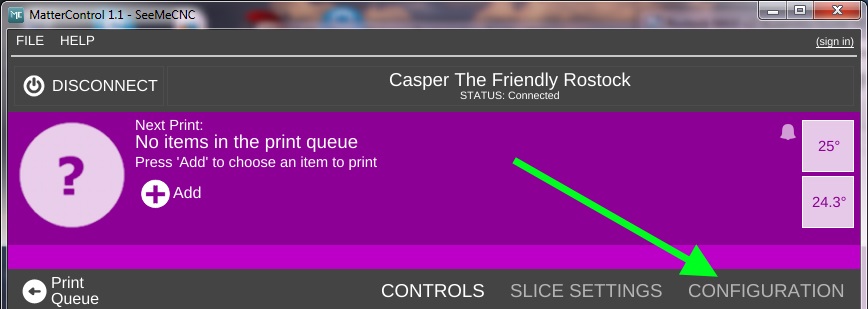 MC MatterControl 1.1 - SeeMeCNC
FILE HELP
(sign in)
DISCONNECT
Casper The Friendly Rostock
STATUS: Connected
Next Print:
No items in the print queue
Press 'Add' to choose an item to print
?
Add
25°
24.3°
Print
Queue
CONTROLS SLICE SETTINGS CONFIGURATION